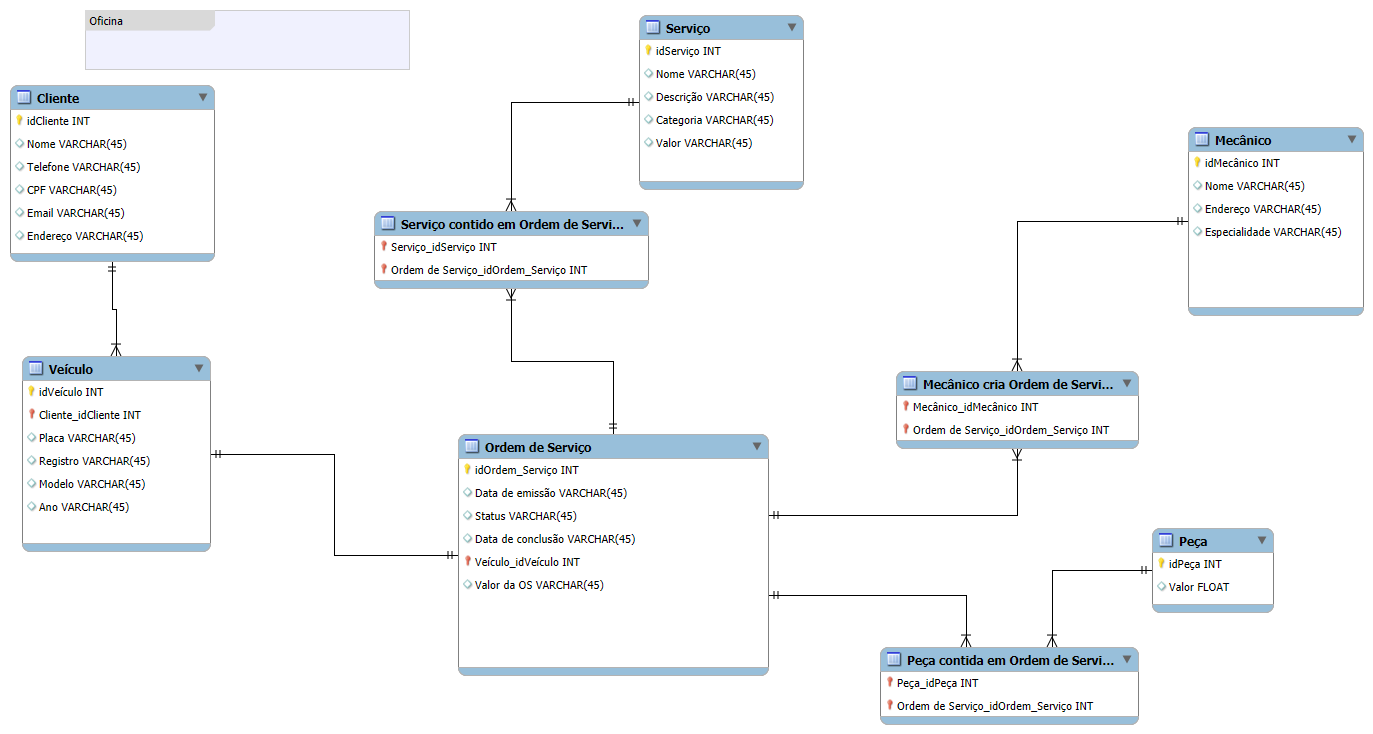 Oficina
Cliente
idCliente INT
Nome VARCHAR(45)
Telefone VARCHAR(45)
CPF VARCHAR(45)
Email VARCHAR(45)
Endereço VARCHAR(45)
Serviço
idServiço INT
Nome VARCHAR(45)
Descrição VARCHAR(45)
Categoria VARCHAR(45)
Valor VARCHAR(45)
Mecânico
idMecânico INT
Nome VARCHAR(45)
Endereço VARCHAR(45)
Especialidade VARCHAR(45)
Serviço contido em Ordem de Servi...
Serviço_idServiço INT
Ordem de Serviço_idOrdem_Serviço INT
Veículo
idVeículo INT
Cliente_idCliente INT
Placa VARCHAR(45)
Registro VARCHAR(45)
Modelo VARCHAR(45)
Ano VARCHAR(45)
Mecânico cria Ordem de Servi...
Mecânico_idMecânico INT
Ordem de Serviço_idOrdem_Serviço INT
Ordem de Serviço
idOrdem_Serviço INT
Data de emissão VARCHAR(45)
Status VARCHAR(45)
Data de conclusão VARCHAR(45)
Veículo_idVeículo INT
Valor da OS VARCHAR(45)
Peça
idPeça INT
Valor FLOAT
Peça contida em Ordem de Servi...
Peça_idPeça INT
Ordem de Serviço_idOrdem_Serviço INT